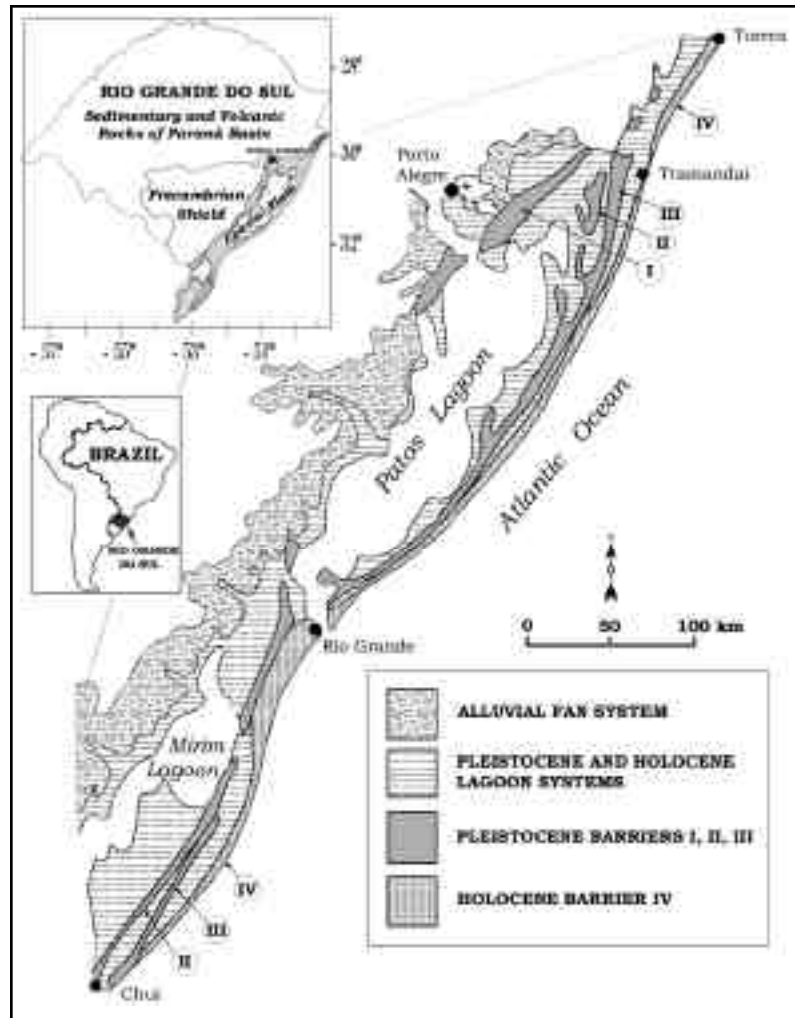 RIO GRANDE DO SUL
Sedimentary and Volcanic
Rocks of Paraná Basin
Precambrian
Shield
BRAZIL
RIO GRANDE
DO SUL
Torres
IV
Porto
Alegre
Tramandaí
III
II
I
Patos Lagoon
Atlantic Ocean
0 50 100 km
Rio Grande
Mirim
Lagoon
IV
III
II
Chuí
ALLUVIAL FAN SYSTEM
PLEISTOCENE AND HOLOCENE
LAGOON SYSTEMS
PLEISTOCENE BARRIERS I, II, III
HOLOCENE BARRIER IV